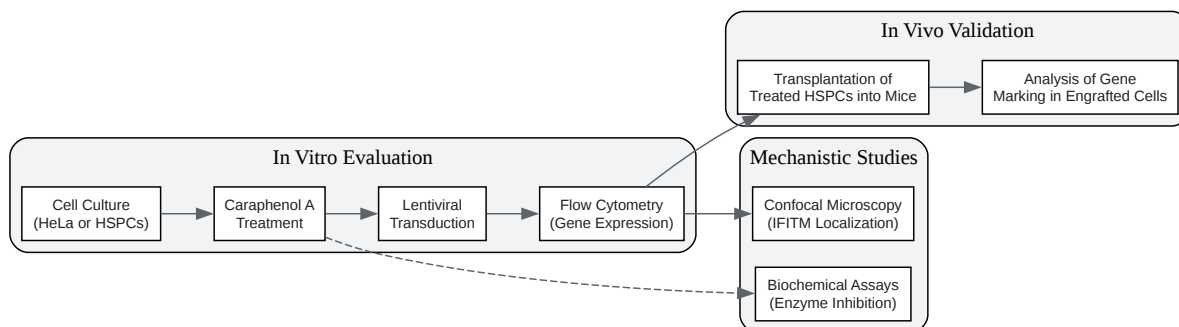 In Vivo Validation
Transplantation of
Treated HSPCs into Mice
Analysis of Gene
Marking in Engrafted Cells
In Vitro Evaluation
Cell Culture
(HeLa or HSPCs)
Caraphenol A
Treatment
Lentiviral
Transduction
Flow Cytometry
(Gene Expression)
Mechanistic Studies
Confocal Microscopy
(IFITM Localization)
Biochemical Assays
(Enzyme Inhibition)